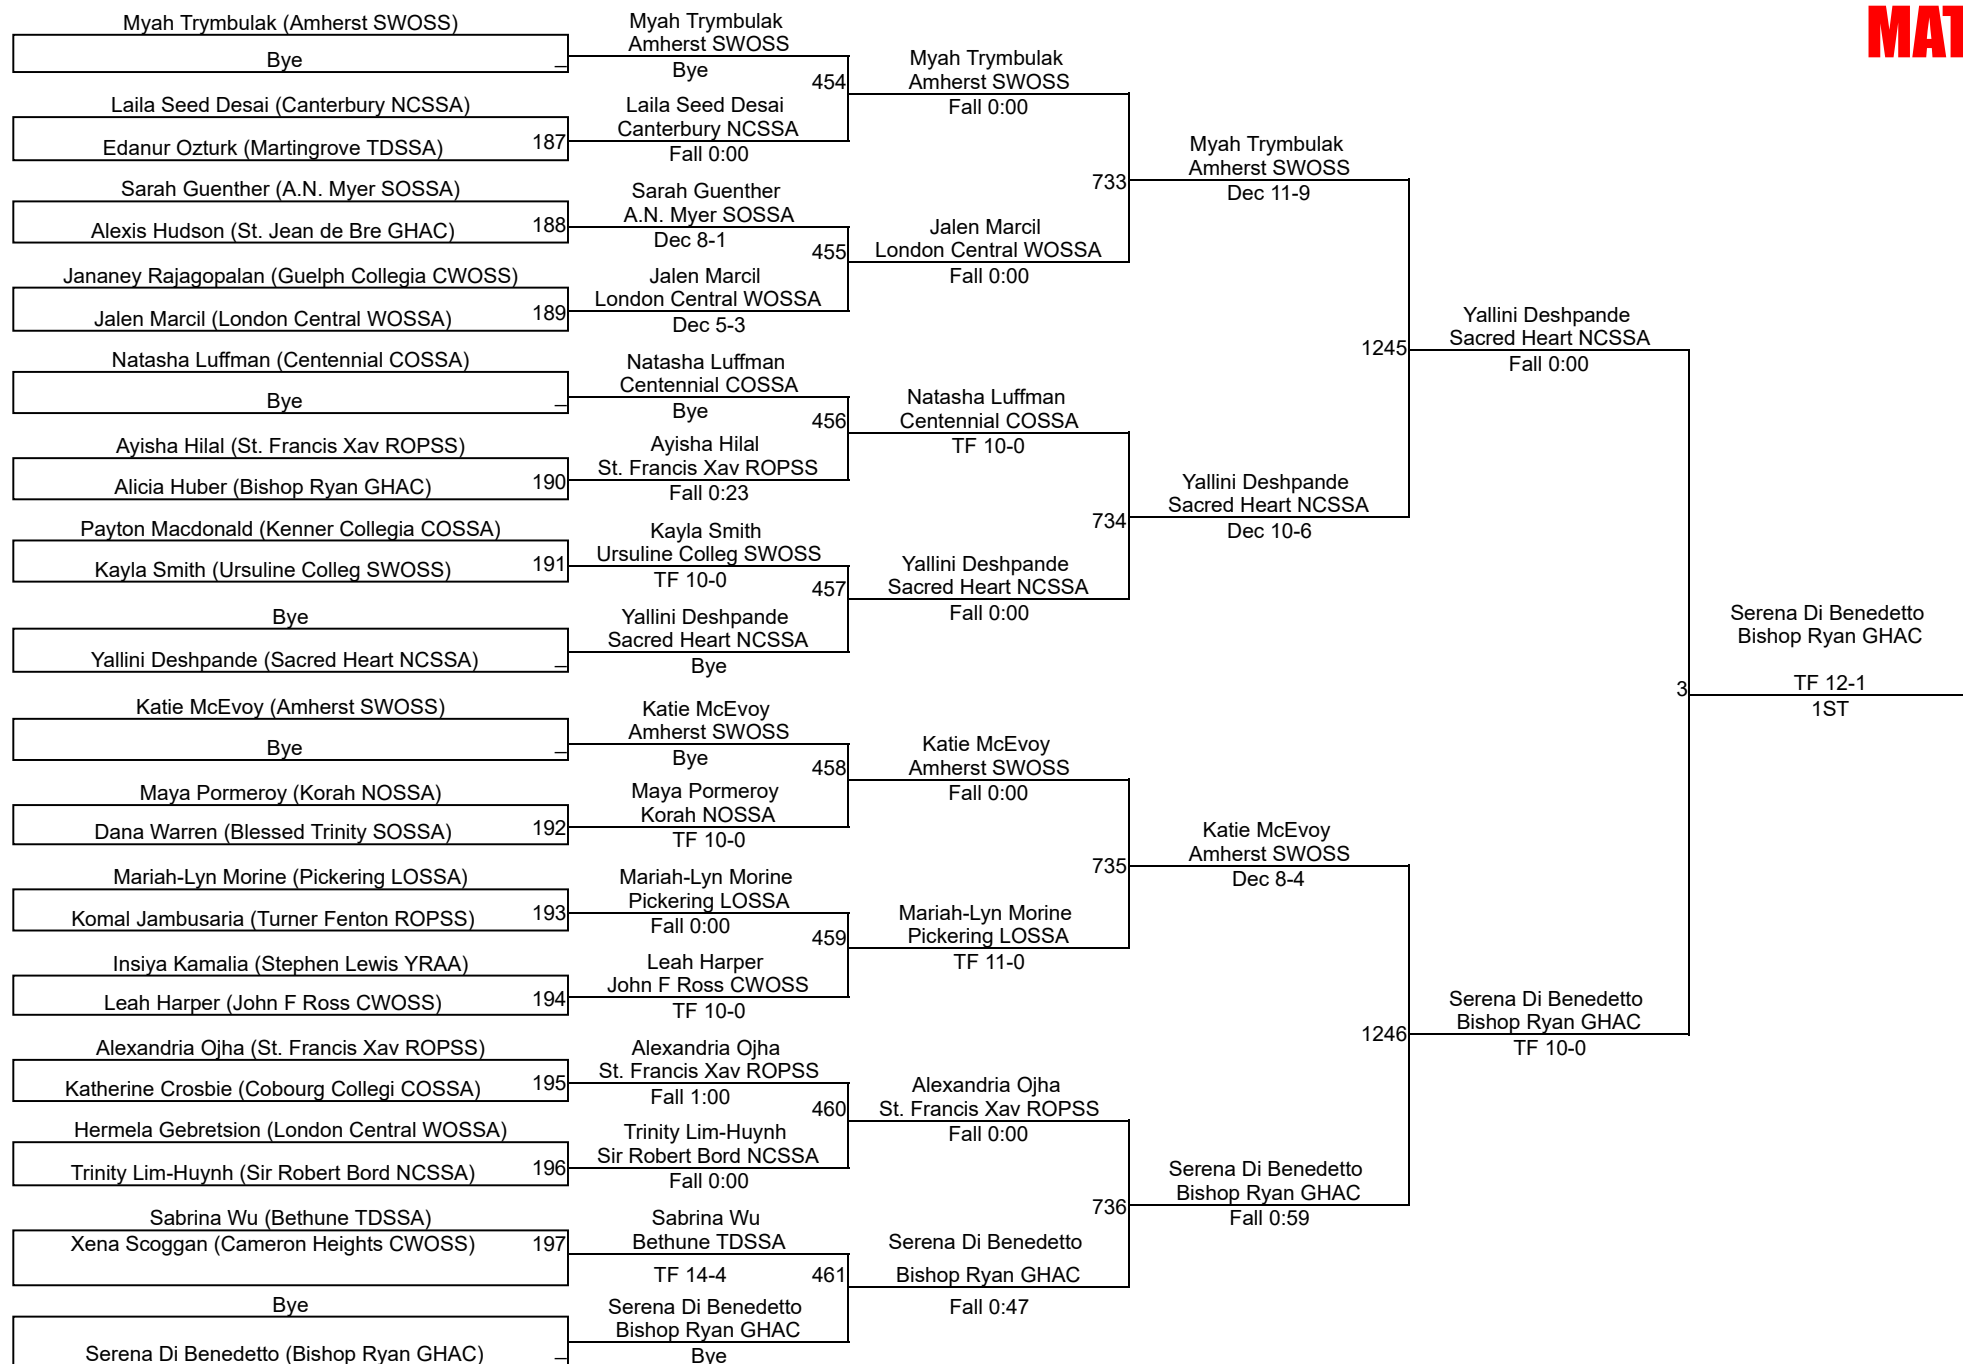 Myah Trymbulak (Amherst SWOSS)
Bye
_
Laila Seed Desai (Canterbury NCSSA)
Edanur Ozturk (Martingrove TDSSA)
187
Sarah Guenther (A.N. Myer SOSSA)
Alexis Hudson (St. Jean de Bre GHAC)
188
Jananey Rajagopalan (Guelph Collegia CWOSS)
Jalen Marcil (London Central WOSSA)
189
Natasha Luffman (Centennial COSSA)
Bye
_
Ayisha Hilal (St. Francis Xav ROPSS)
Alicia Huber (Bishop Ryan GHAC)
190
Payton Macdonald (Kenner Collegia COSSA)
Kayla Smith (Ursuline Colleg SWOSS)
191
Bye
Yallini Deshpande (Sacred Heart NCSSA)
_
Katie McEvoy (Amherst SWOSS)
Bye
_
Maya Pormeroy (Korah NOSSA)
Dana Warren (Blessed Trinity SOSSA)
192
Mariah-Lyn Morine (Pickering LOSSA)
Komal Jambusaria (Turner Fenton ROPSS)
193
Insiya Kamalia (Stephen Lewis YRAA)
Leah Harper (John F Ross CWOSS)
194
Alexandria Ojha (St. Francis Xav ROPSS)
Katherine Crosbie (Cobourg Collegi COSSA)
195
Hermela Gebretsion (London Central WOSSA)
Trinity Lim-Huynh (Sir Robert Bord NCSSA)
196
Sabrina Wu (Bethune TDSSA)
Xena Scoggan (Cameron Heights CWOSS)
197
Bye
Serena Di Benedetto (Bishop Ryan GHAC)
_
Myah Trymbulak
Amherst SWOSS
Bye
454
Laila Seed Desai
Canterbury NCSSA
Fall 0:00
Sarah Guenther
A.N. Myer SOSSA
Dec 8-1
455
Jalen Marcil
London Central WOSSA
Dec 5-3
Natasha Luffman
Centennial COSSA
Bye
456
Ayisha Hilal
St. Francis Xav ROPSS
Fall 0:23
Kayla Smith
Ursuline Colleg SWOSS
TF 10-0
457
Yallini Deshpande
Sacred Heart NCSSA
Bye
Katie McEvoy
Amherst SWOSS
Bye
458
Maya Pormeroy
Korah NOSSA
TF 10-0
Mariah-Lyn Morine
Pickering LOSSA
Fall 0:00
459
Leah Harper
John F Ross CWOSS
TF 10-0
Alexandria Ojha
St. Francis Xav ROPSS
Fall 1:00
460
Trinity Lim-Huynh
Sir Robert Bord NCSSA
Fall 0:00
Sabrina Wu
Bethune TDSSA
TF 14-4
461
Serena Di Benedetto
Bishop Ryan GHAC
Bye
Myah Trymbulak
Amherst SWOSS
Fall 0:00
733
Jalen Marcil
London Central WOSSA
Fall 0:00
Natasha Luffman
Centennial COSSA
TF 10-0
734
Yallini Deshpande
Sacred Heart NCSSA
Fall 0:00
Katie McEvoy
Amherst SWOSS
Fall 0:00
735
Mariah-Lyn Morine
Pickering LOSSA
TF 11-0
Alexandria Ojha
St. Francis Xav ROPSS
Fall 0:00
736
Serena Di Benedetto
Bishop Ryan GHAC
Fall 0:47
Myah Trymbulak
Amherst SWOSS
Dec 11-9
1245
Yallini Deshpande
Sacred Heart NCSSA
Dec 10-6
Katie McEvoy
Amherst SWOSS
Dec 8-4
1246
Serena Di Benedetto
Bishop Ryan GHAC
Fall 0:59
Yallini Deshpande
Sacred Heart NCSSA
Fall 0:00
3
Serena Di Benedetto
Bishop Ryan GHAC
TF 10-0
Serena Di Benedetto
Bishop Ryan GHAC
TF 12-1
1ST
MAT